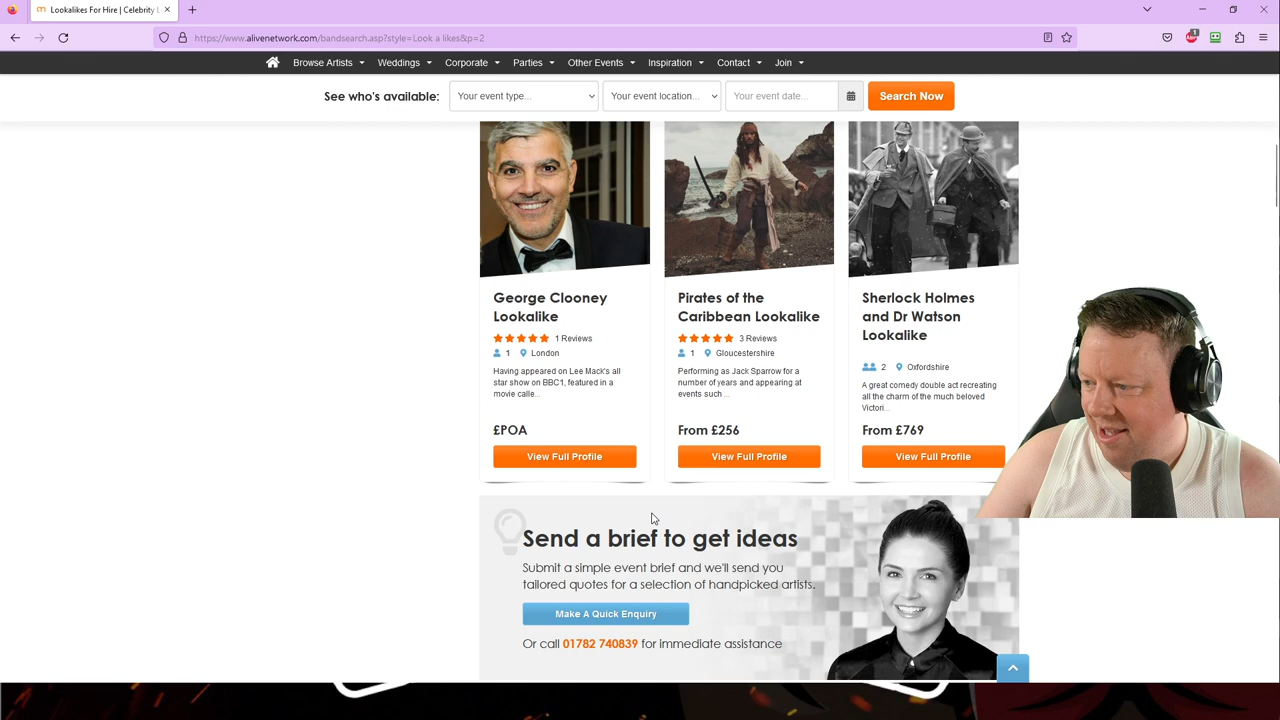 Lookalikes For Hire | Celebrity L
https://www.alivenetwork.com/bandsearch.asp?style=Look a likes&p=2
Browse Artists Weddings Corporate Parties Other Events Inspiration Contact Join
See who's available: Your event type... Your event location... Your event date... Search Now
George Clooney
Lookalike
1 Reviews
1 London
Having appeared on Lee Mack's all
star show on BBC1, featured in a
movie calle...
£POA
View Full Profile
Pirates of the
Caribbean Lookalike
3 Reviews
1 Gloucestershire
Performing as Jack Sparrow for a
number of years and appearing at
events such ...
From £256
View Full Profile
Sherlock Holmes
and Dr Watson
Lookalike
2 Oxfordshire
A great comedy double act recreating
all the charm of the much beloved
Victori...
From £769
View Full Profile
Send a brief to get ideas
Submit a simple event brief and we'll send you
tailored quotes for a selection of handpicked artists.
Make A Quick Enquiry
Or call 01782 740839 for immediate assistance